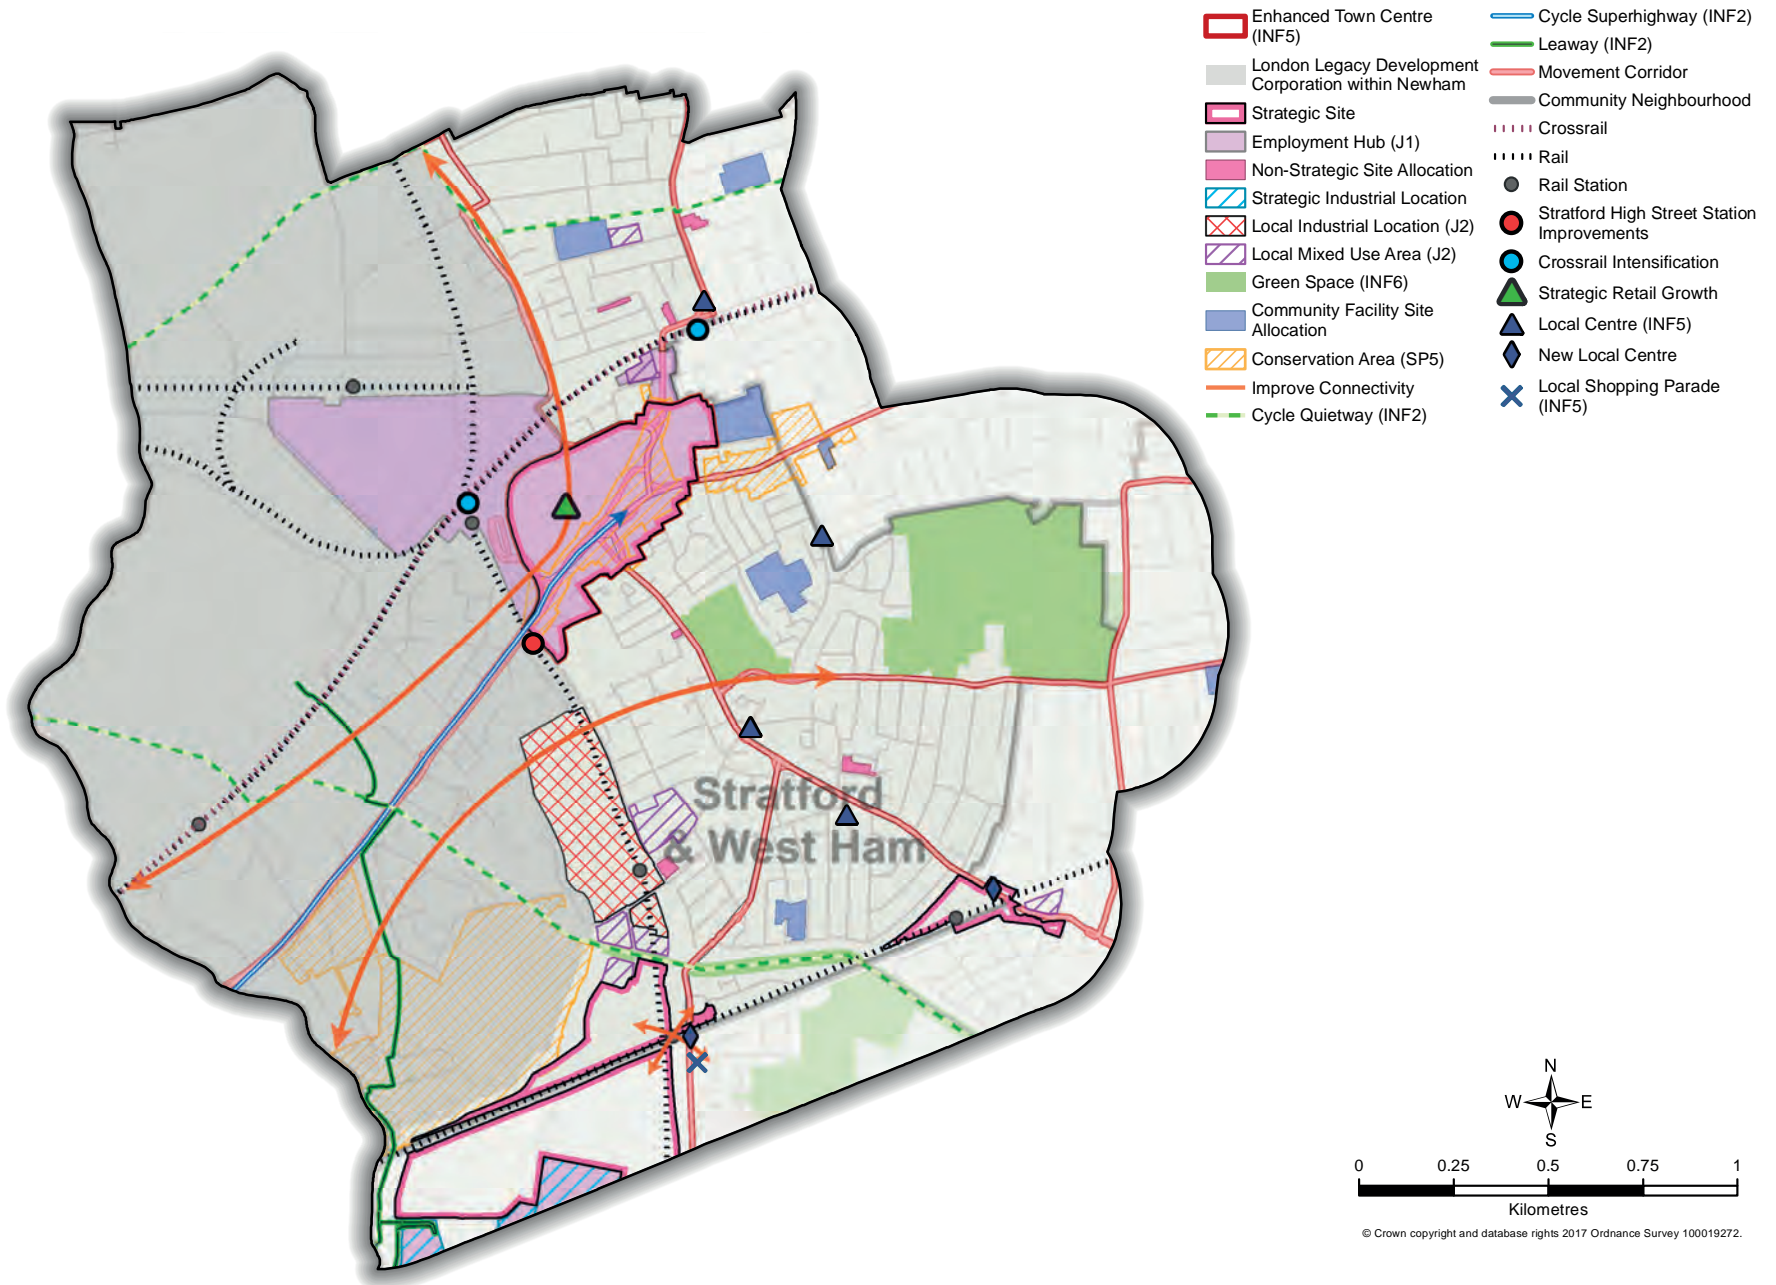 Enhanced Town Centre
(INF5)
London Legacy Development
Corporation within Newham
Strategic Site
Employment Hub (J1)
Non-Strategic Site Allocation
Strategic Industrial Location
Local Industrial Location (J2)
Local Mixed Use Area (J2)
Green Space (INF6)
Community Facility Site
Allocation
Conservation Area (SP5)
Improve Connectivity
Cycle Quietway (INF2)
Cycle Superhighway (INF2)
Leaway (INF2)
Movement Corridor
Community Neighbourhood
Crossrail
Rail
Rail Station
Stratford High Street Station
Improvements
Crossrail Intensification
Strategic Retail Growth
Local Centre (INF5)
New Local Centre
Local Shopping Parade
(INF5)
Stratford
& West Ham
N
W E
S
0 0.25 0.5 0.75 1
Kilometres
© Crown copyright and database rights 2017 Ordnance Survey 100019272.